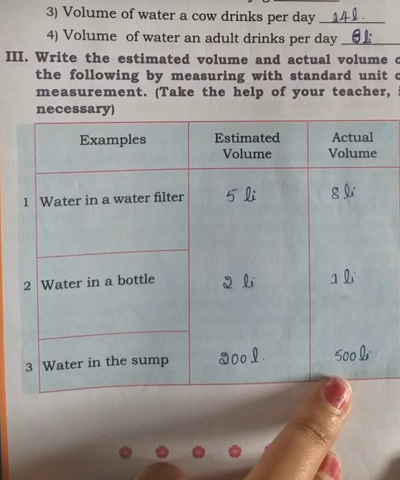 3) Volume of water a cow drinks per day 14l.
4) Volume of water an adult drinks per day li
III. Write the estimated volume and actual volume
the following by measuring with standard unit
measurement. (Take the help of your teacher,
necessary)
Examples Estimated Volume Actual Volume
1 Water in a water filter 5 li 8 li
2 Water in a bottle 2 li 1 li
3 Water in the sump 200 l. 500 li